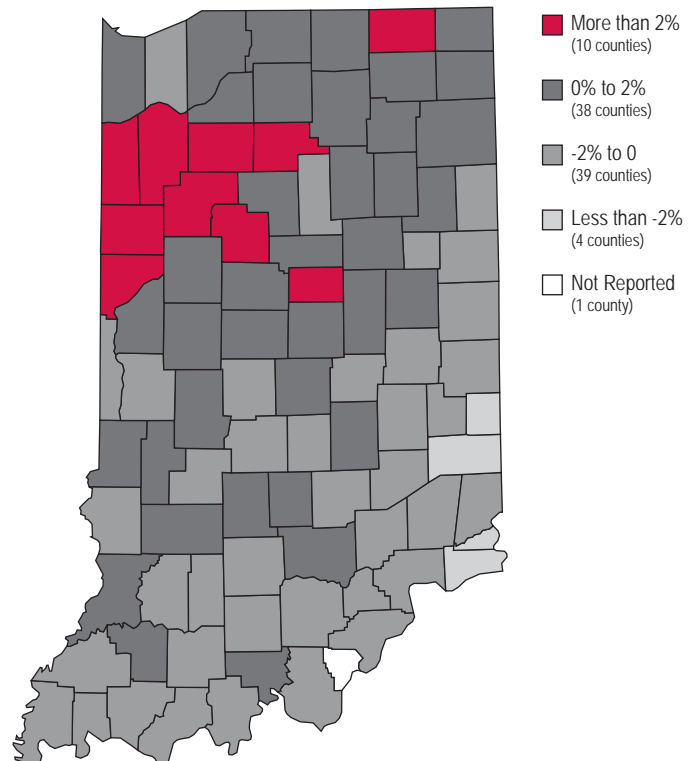 More than 2%
(10 counties)
0% to 2%
(38 counties)
-2% to 0
(39 counties)
Less than -2%
(4 counties)
Not Reported
(1 county)